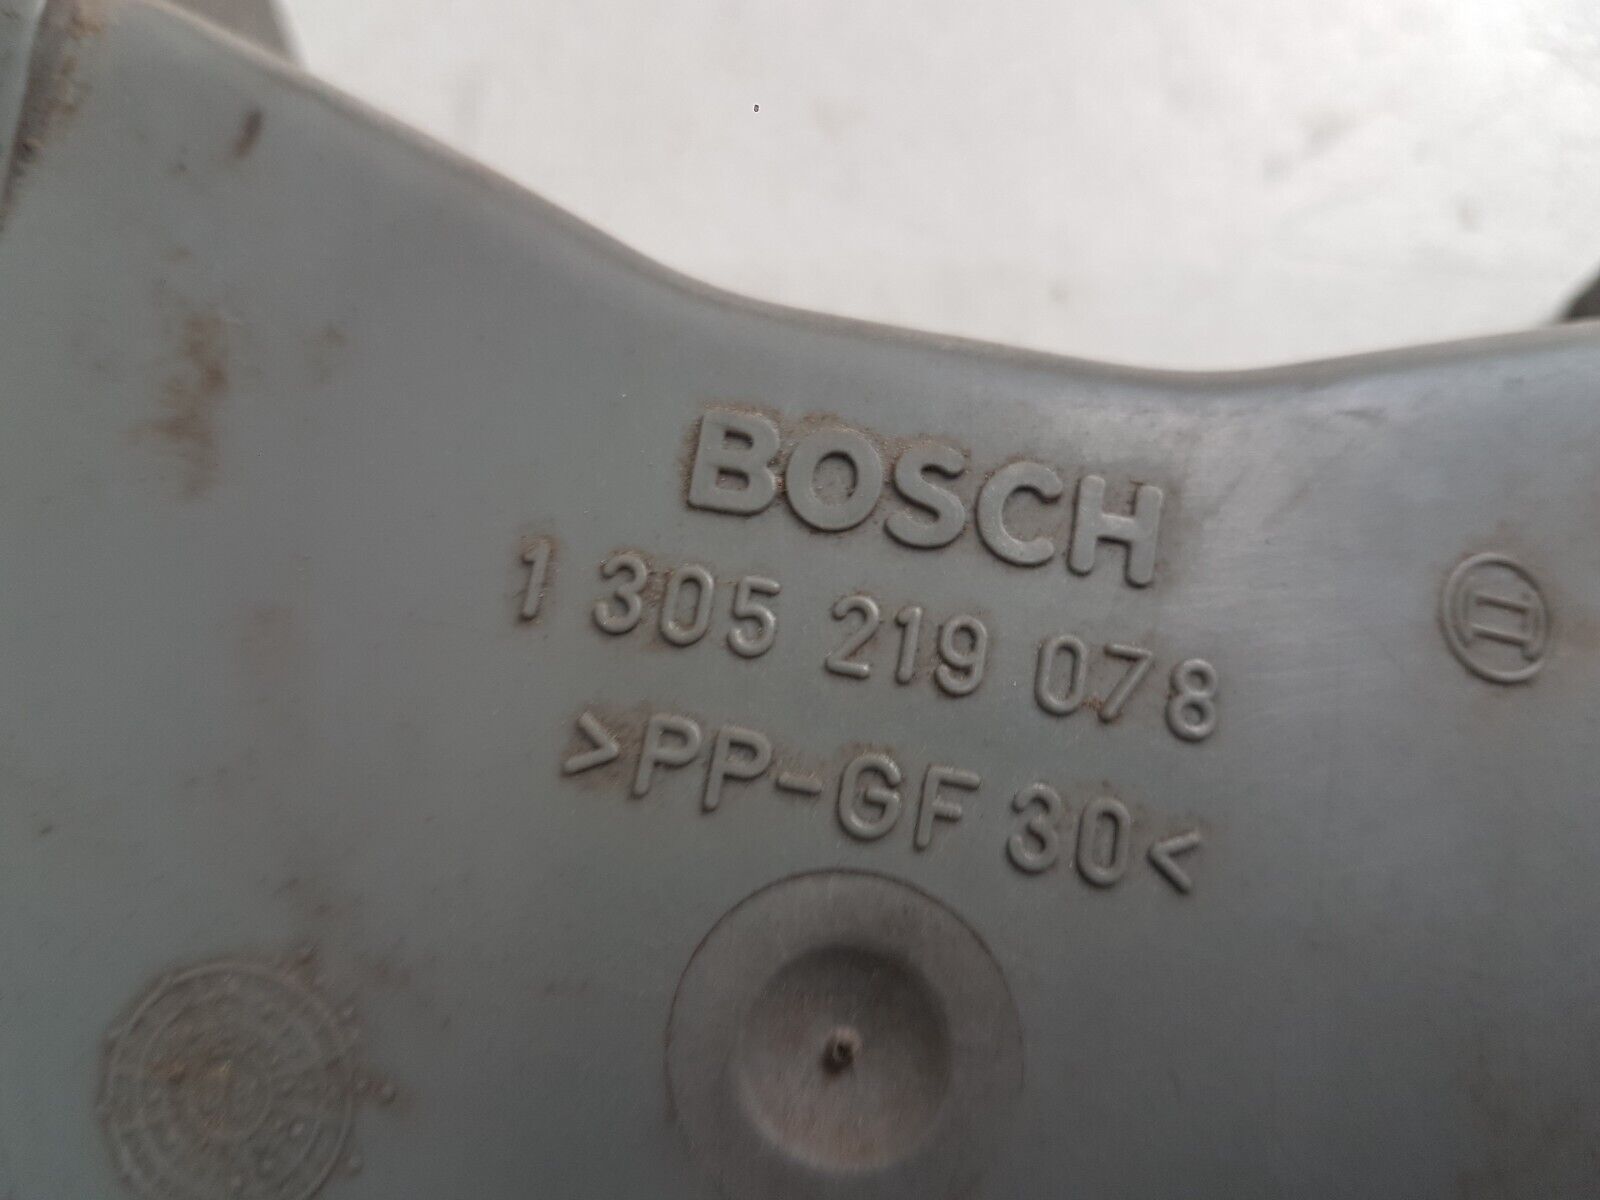 BOSCH
1 305 219 078
>PP-GF 30<